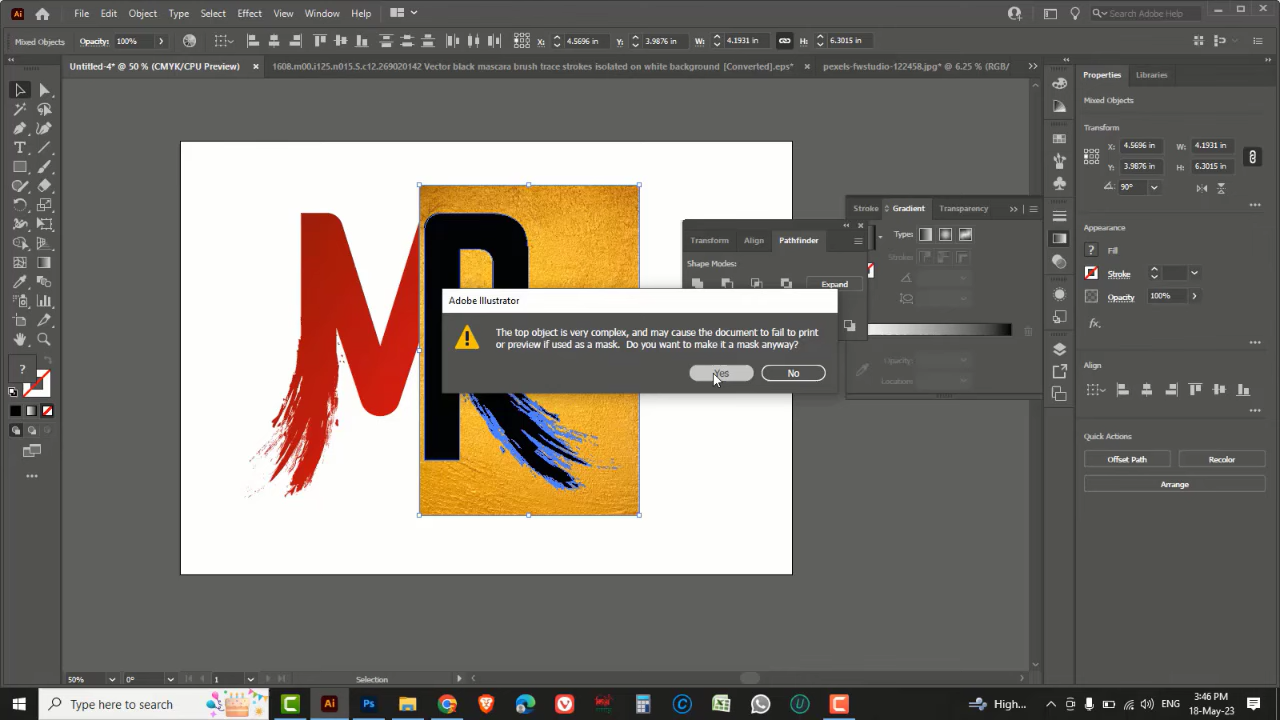 Ai
File Edit Object Type Select Effect View Window Help
Search Adobe Help
Mixed Objects Opacity: 100% X: 4.5696 in Y: 3.9876 in W: 4.1931 in H: 6.3015 in
Untitled-4* @ 50 % (CMYK/CPU Preview) × 1608.m00.i125.n015.S.c12.269020142 Vector black mascara brush trace strokes isolated on white background [Converted].eps* × pexels-fwstudio-122458.jpg* @ 6.25 % (RGB/
Properties Libraries
Mixed Objects
Transform
X: 4.5696 in W: 4.1931 in
Y: 3.9876 in H: 6.3015 in
90°
Appearance
? Fill
Stroke
Opacity 100%
fx.
Align
Quick Actions
Offset Path Recolor
Arrange
Stroke Gradient Transparency
Type:
Stroke:
Opacity:
Location:
Transform Align Pathfinder
Shape Modes:
Expand
Adobe Illustrator
The top object is very complex, and may cause the document to fail to print
or preview if used as a mask. Do you want to make it a mask anyway?
Yes No
MR
?
50% 0° 1 Selection
Type here to search
Ai Ps
High... ENG
3:46 PM
18-May-23